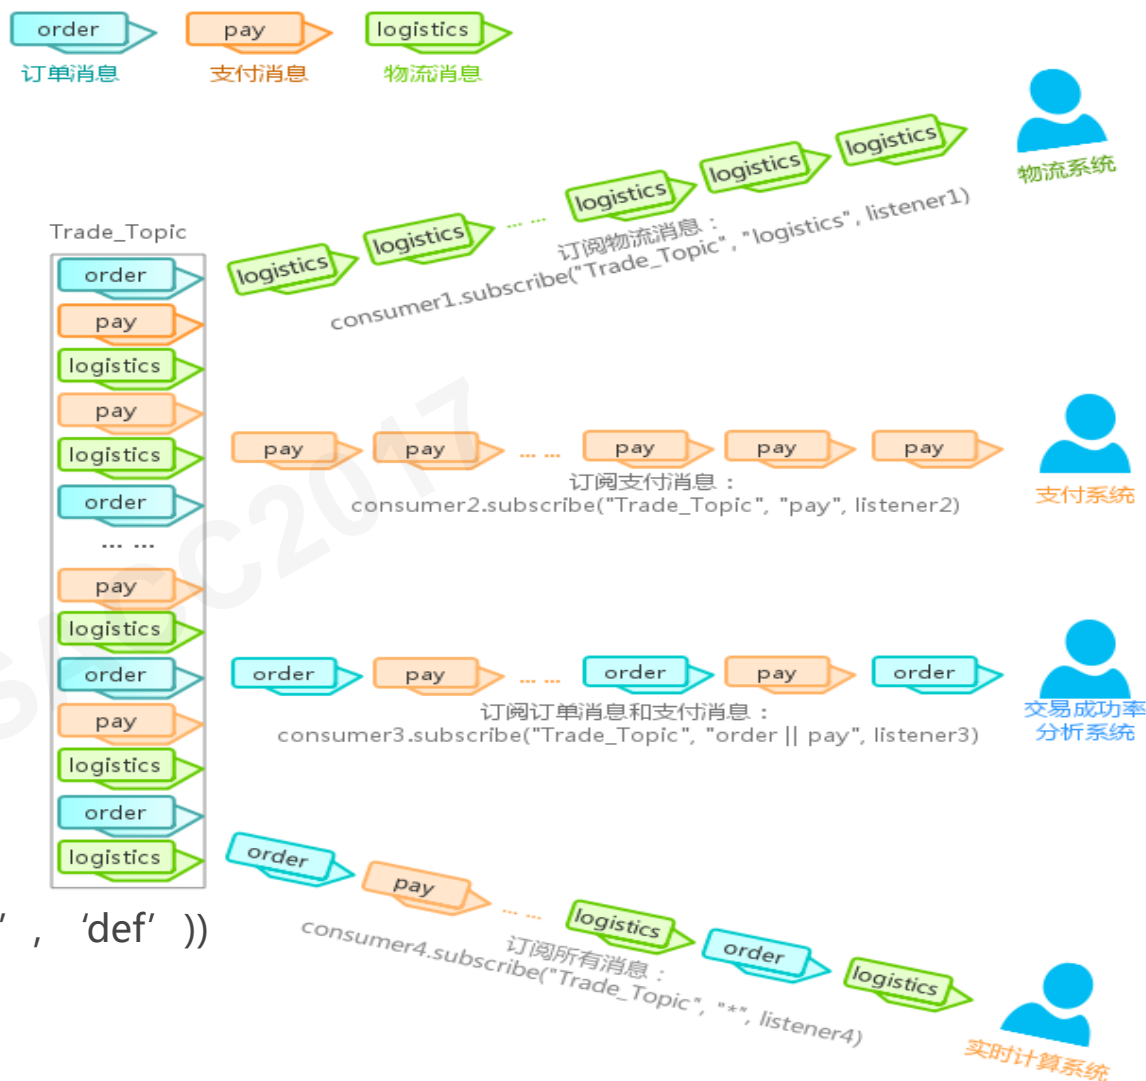 order pay logistics
订单消息 支付消息 物流消息
logistics logistics ... ... logistics logistics logistics
物流系统
订阅物流消息：
consumer1.subscribe("Trade_Topic", "logistics", listener1)
Trade_Topic
order
pay
logistics
pay
logistics
order
... ...
pay
logistics
order
pay
logistics
order
logistics
pay pay ... ... pay pay pay
支付系统
订阅支付消息：
consumer2.subscribe("Trade_Topic", "pay", listener2)
order pay ... ... order pay order
交易成功率
分析系统
订阅订单消息和支付消息：
consumer3.subscribe("Trade_Topic", "order || pay", listener3)
order pay ... ... logistics order logistics
实时计算系统
订阅所有消息：
consumer4.subscribe("Trade_Topic", "*", listener4)
’, ‘def’ ))
SACC2017